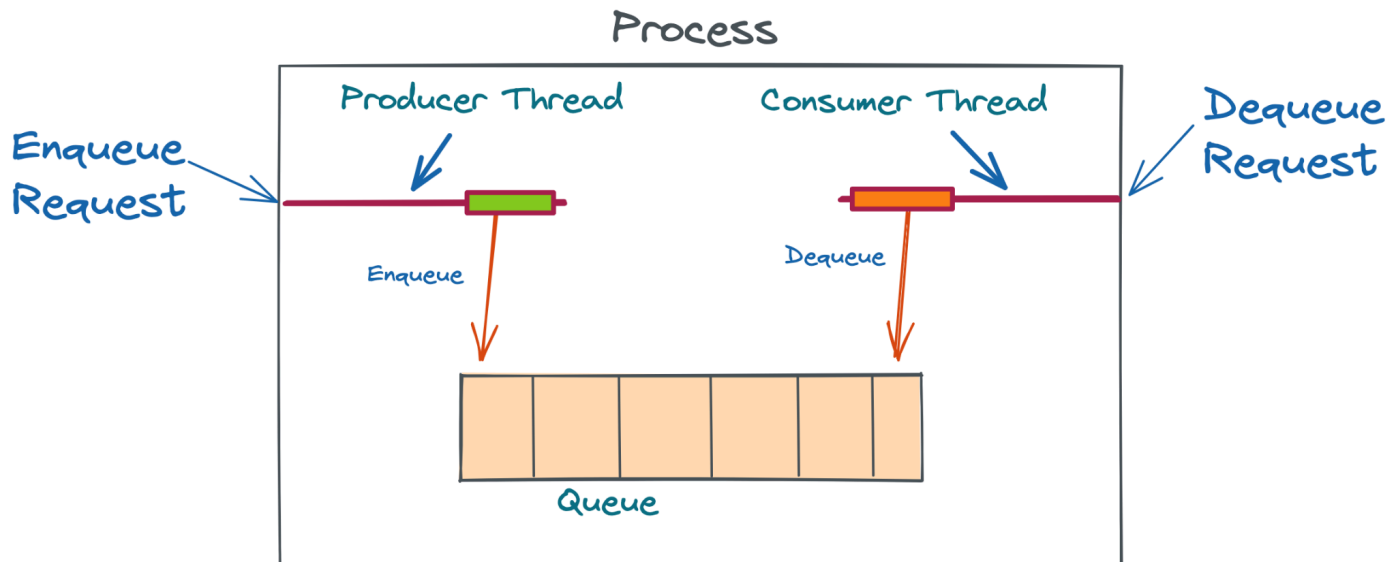 Process
Producer Thread
Consumer Thread
Enqueue
Request
Dequeue
Request
Enqueue
Dequeue
Queue